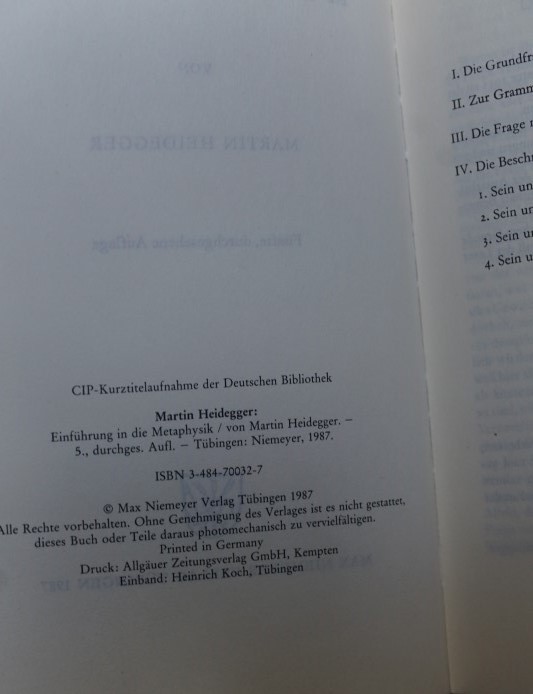 CIP-Kurztitelaufnahme der Deutschen Bibliothek
Martin Heidegger:
Einführung in die Metaphysik / von Martin Heidegger. –
5., durchges. Aufl. – Tübingen: Niemeyer, 1987.
ISBN 3-484-70032-7
© Max Niemeyer Verlag Tübingen 1987
Alle Rechte vorbehalten. Ohne Genehmigung des Verlages ist es nicht gestattet,
dieses Buch oder Teile daraus photomechanisch zu vervielfältigen.
Printed in Germany
Druck: Allgäuer Zeitungsverlag GmbH, Kempten
Einband: Heinrich Koch, Tübingen
I. Die Grundfr
II. Zur Gramm
III. Die Frage
IV. Die Beschr
1. Sein un
2. Sein un
3. Sein u
4. Sein u